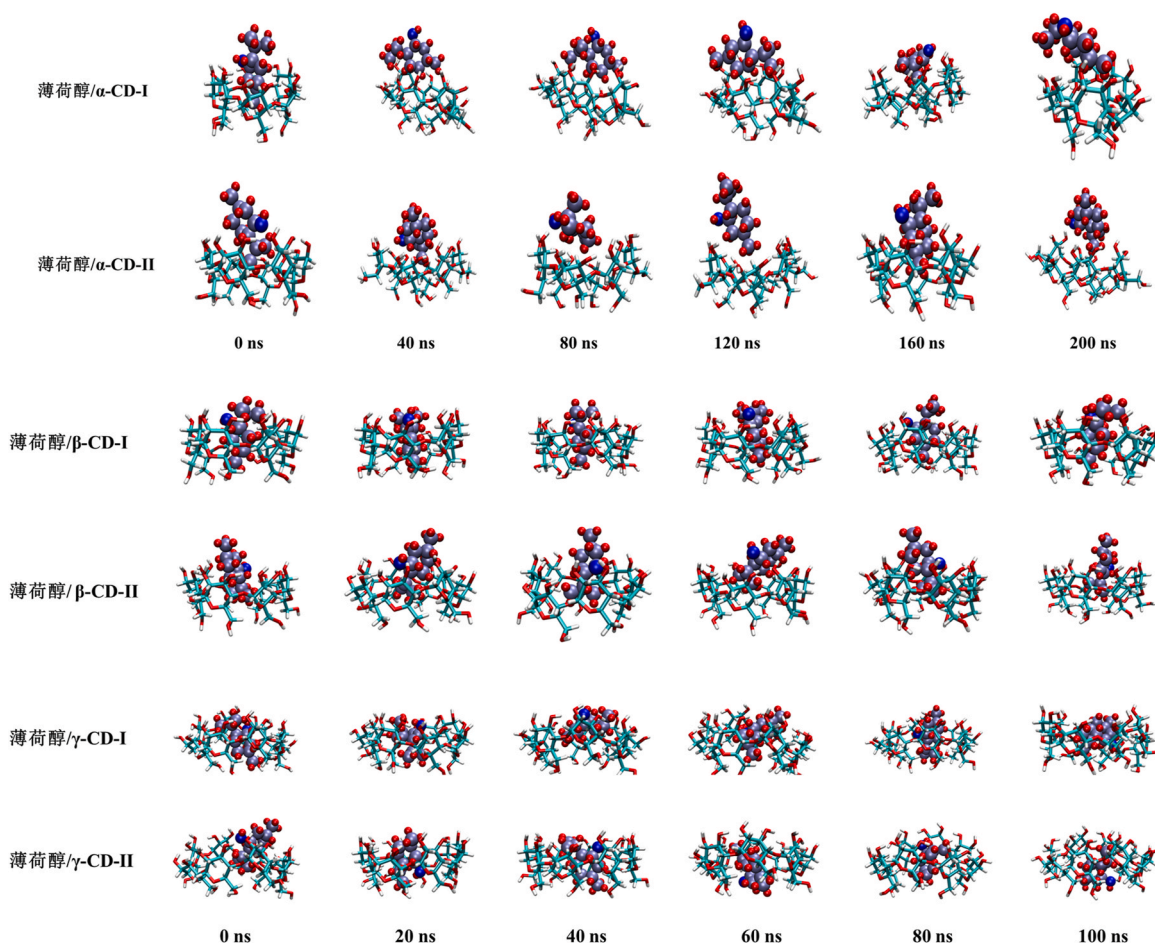 薄荷醇/α-CD-I
薄荷醇/α-CD-II
0 ns 40 ns 80 ns 120 ns 160 ns 200 ns
薄荷醇/β-CD-I
薄荷醇/ β-CD-II
薄荷醇/γ-CD-I
薄荷醇/γ-CD-II
0 ns 20 ns 40 ns 60 ns 80 ns 100 ns